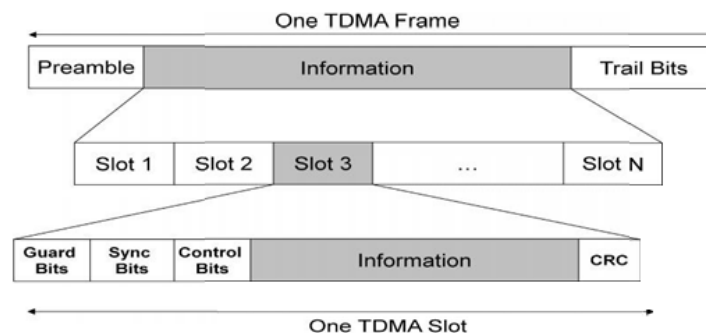 One TDMA Frame
Preamble Information Trail Bits
Slot 1 Slot 2 Slot 3 ... Slot N
Guard Bits Sync Bits Control Bits Information CRC
One TDMA Slot